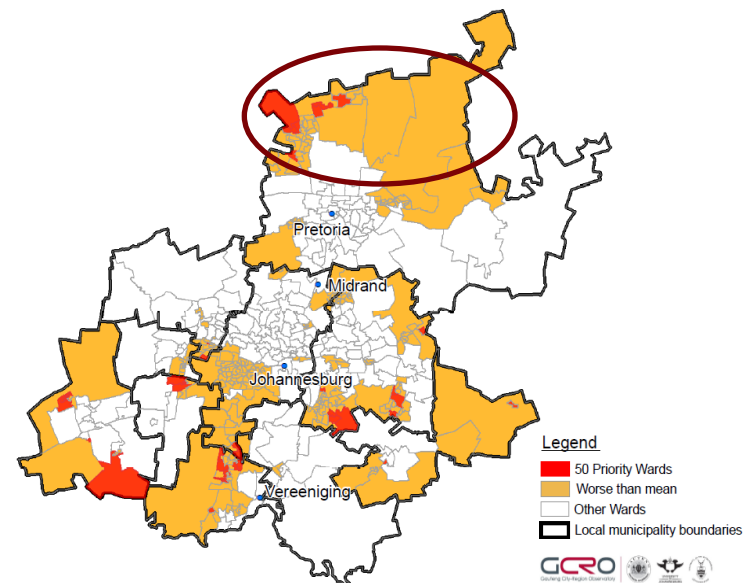 Pretoria
Midrand
Johannesburg
Vereeniging
Legend
50 Priority Wards
Worse than mean
Other Wards
Local municipality boundaries
GCRO
Gauteng City-Region Observatory